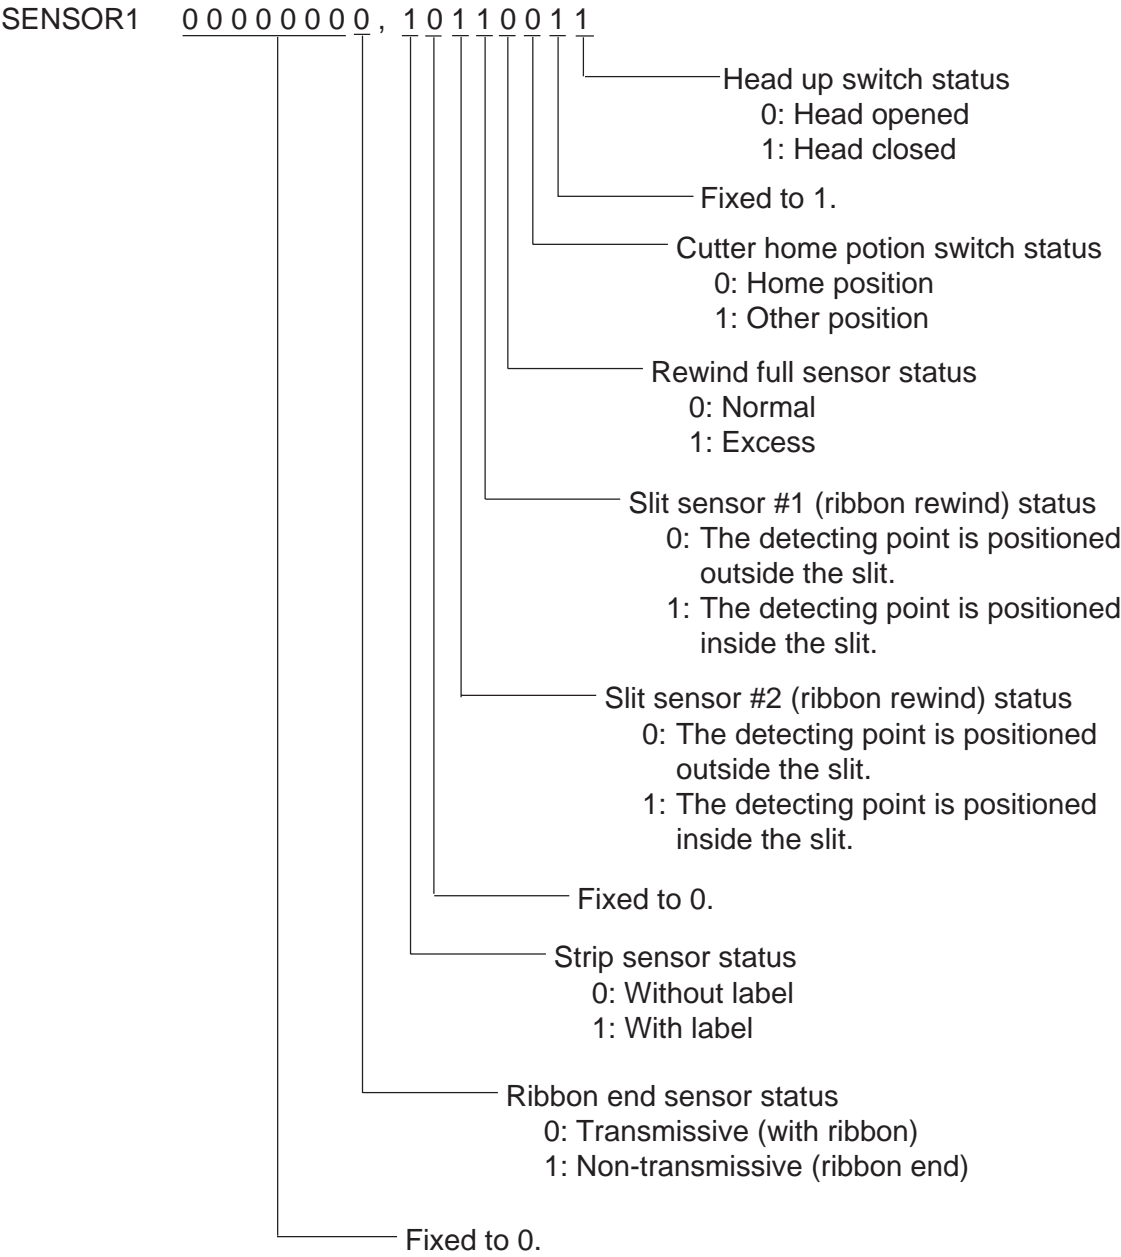 SENSOR1 0 0 0 0 0 0 0 0 , 1 0 1 1 0 0 1 1
Head up switch status
0: Head opened
1: Head closed
Fixed to 1.
Cutter home potion switch status
0: Home position
1: Other position
Rewind full sensor status
0: Normal
1: Excess
Slit sensor #1 (ribbon rewind) status
0: The detecting point is positioned
outside the slit.
1: The detecting point is positioned
inside the slit.
Slit sensor #2 (ribbon rewind) status
0: The detecting point is positioned
outside the slit.
1: The detecting point is positioned
inside the slit.
Fixed to 0.
Strip sensor status
0: Without label
1: With label
Ribbon end sensor status
0: Transmissive (with ribbon)
1: Non-transmissive (ribbon end)
Fixed to 0.